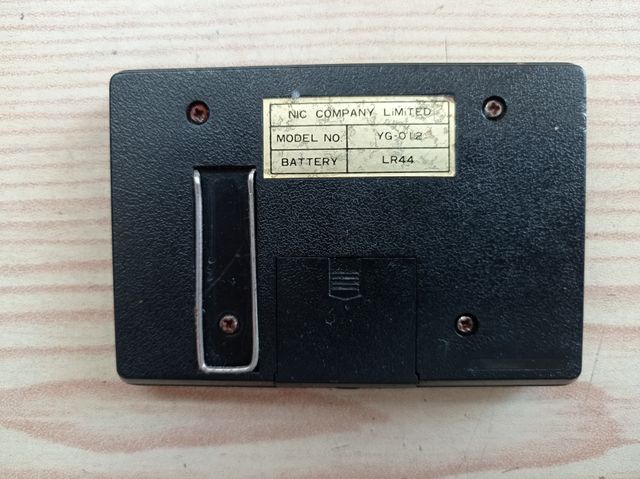 NIC COMPANY LIMITED
MODEL NO. YG-012
BATTERY LR44